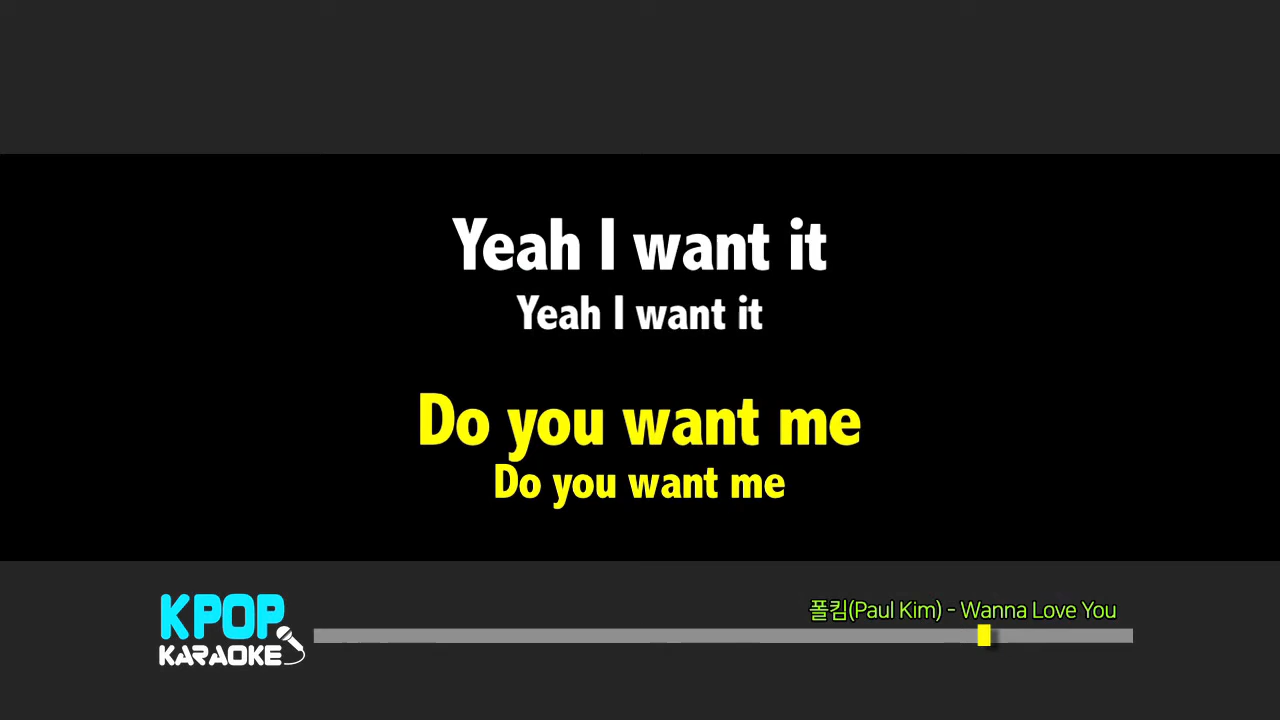 Yeah I want it
Yeah I want it
Do you want me
Do you want me
폴킴(Paul Kim) - Wanna Love You
KPOP
KARAOKE